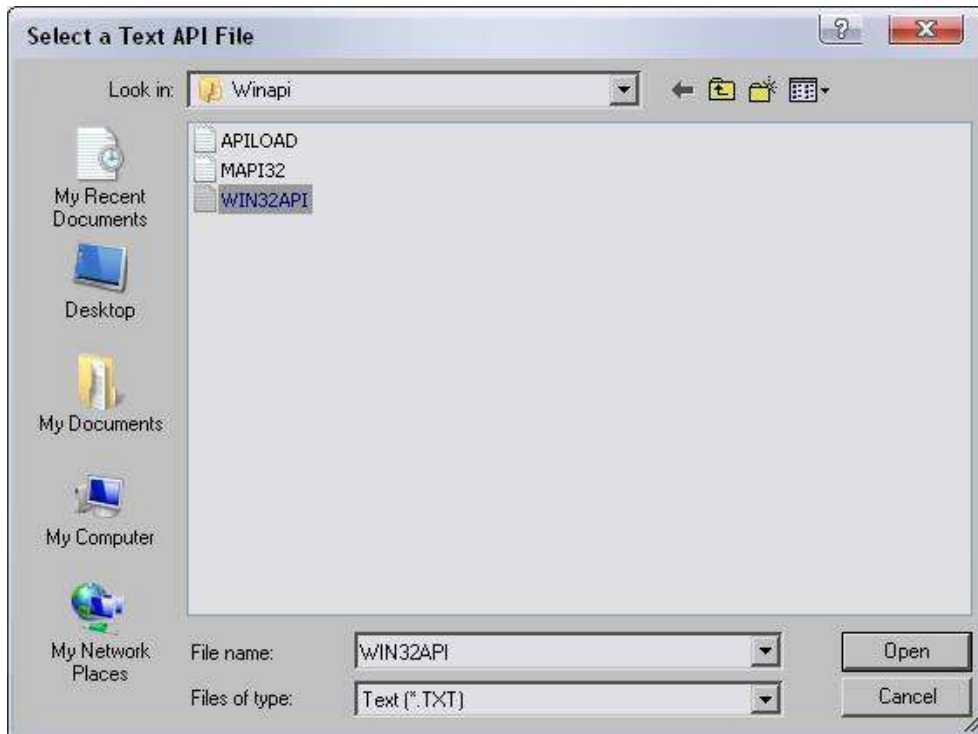 Select a Text API File
Look in: Winapi
APILOAD
MAPI32
WIN32API
My Recent
Documents
Desktop
My Documents
My Computer
My Network
Places
File name: WIN32API Open
Files of type: Text (*.TXT) Cancel